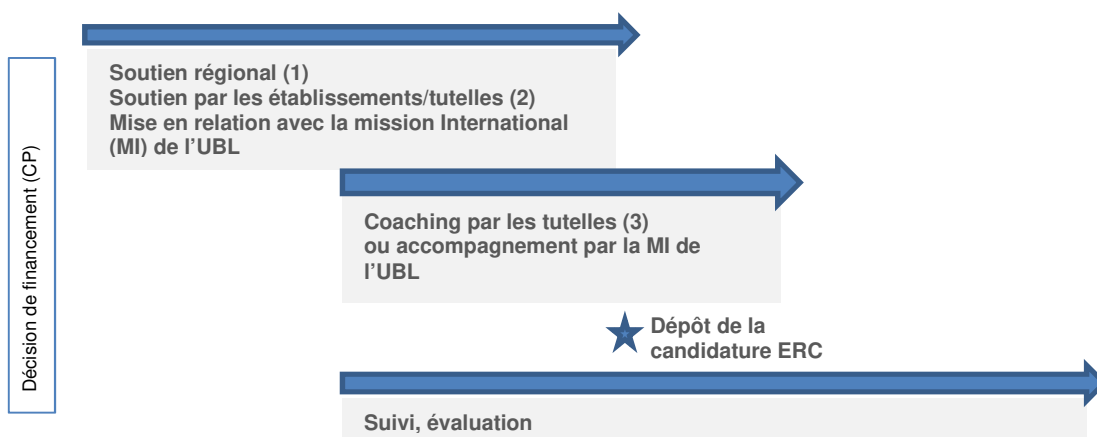 Décision de financement (CP)
Soutien régional (1)
Soutien par les établissements/tutelles (2)
Mise en relation avec la mission International
(MI) de l'UBL
Coaching par les tutelles (3)
ou accompagnement par la MI de
l'UBL
Dépôt de la
candidature ERC
Suivi, évaluation